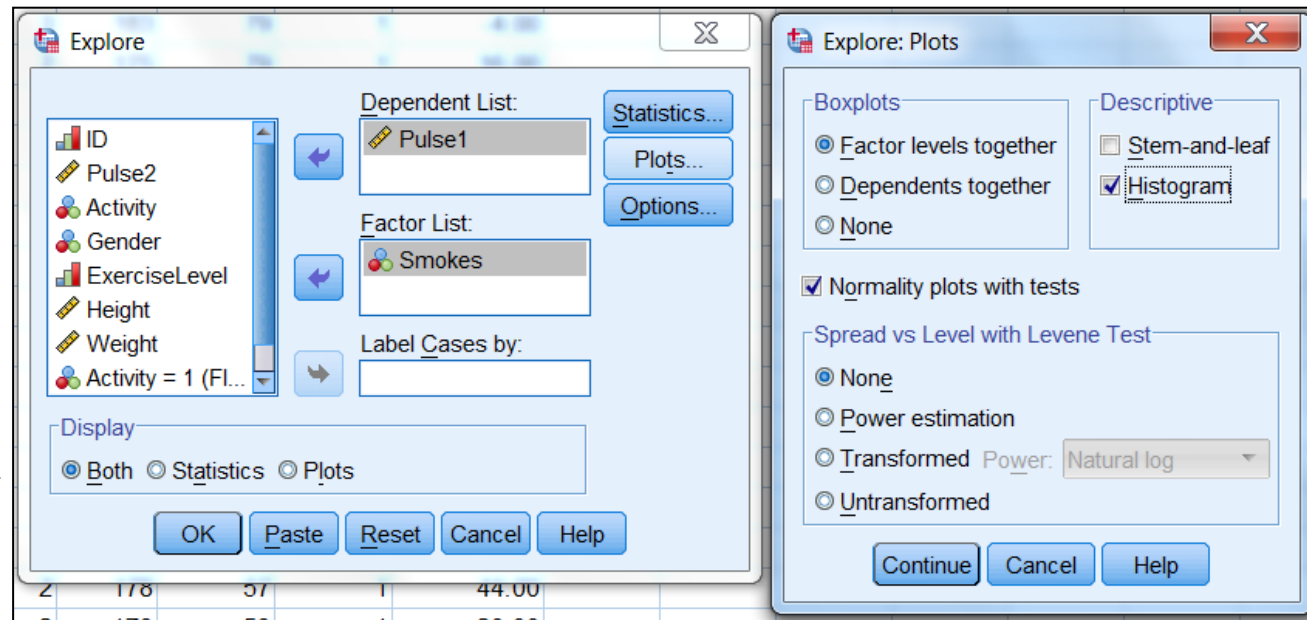 Explore
Dependent List:
Pulse1
Statistics...
Plots...
Options...
ID
Pulse2
Activity
Gender
ExerciseLevel
Height
Weight
Activity = 1 (Fl...
Factor List:
Smokes
Label Cases by:
Display
Both Statistics Plots
OK Paste Reset Cancel Help
178 57 1 44.00
Explore: Plots
Boxplots
Factor levels together
Dependents together
None
Descriptive
Stem-and-leaf
Histogram
Normality plots with tests
Spread vs Level with Levene Test
None
Power estimation
Transformed Power: Natural log
Untransformed
Continue Cancel Help